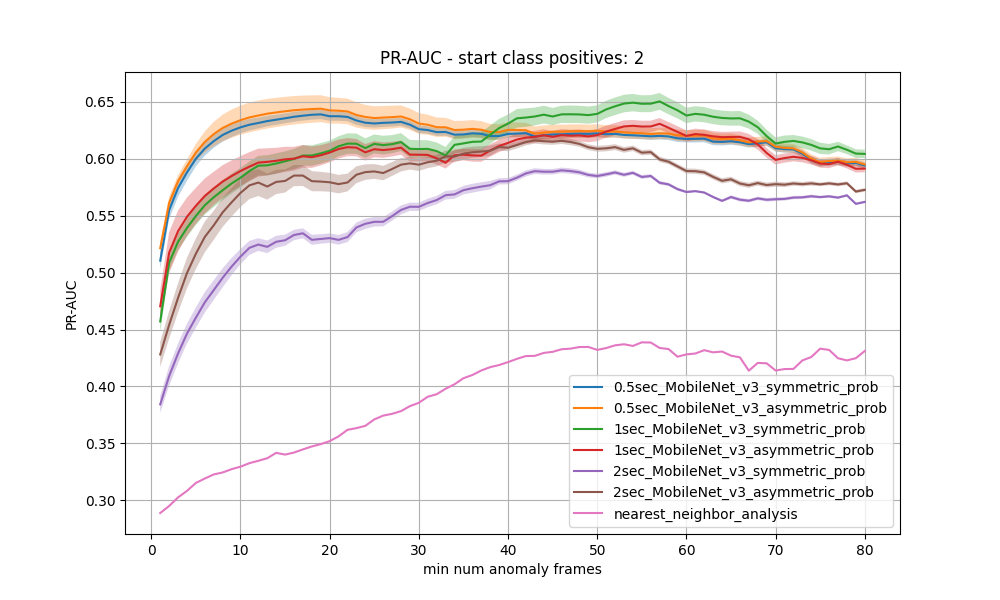 PR-AUC - start class positives: 2
PR-AUC
0.65
0.60
0.55
0.50
0.45
0.40
0.35
0.30
0.5sec_MobileNet_v3_symmetric_prob
0.5sec_MobileNet_v3_asymmetric_prob
1sec_MobileNet_v3_symmetric_prob
1sec_MobileNet_v3_asymmetric_prob
2sec_MobileNet_v3_symmetric_prob
2sec_MobileNet_v3_asymmetric_prob
nearest_neighbor_analysis
0 10 20 30 40 50 60 70 80
min num anomaly frames